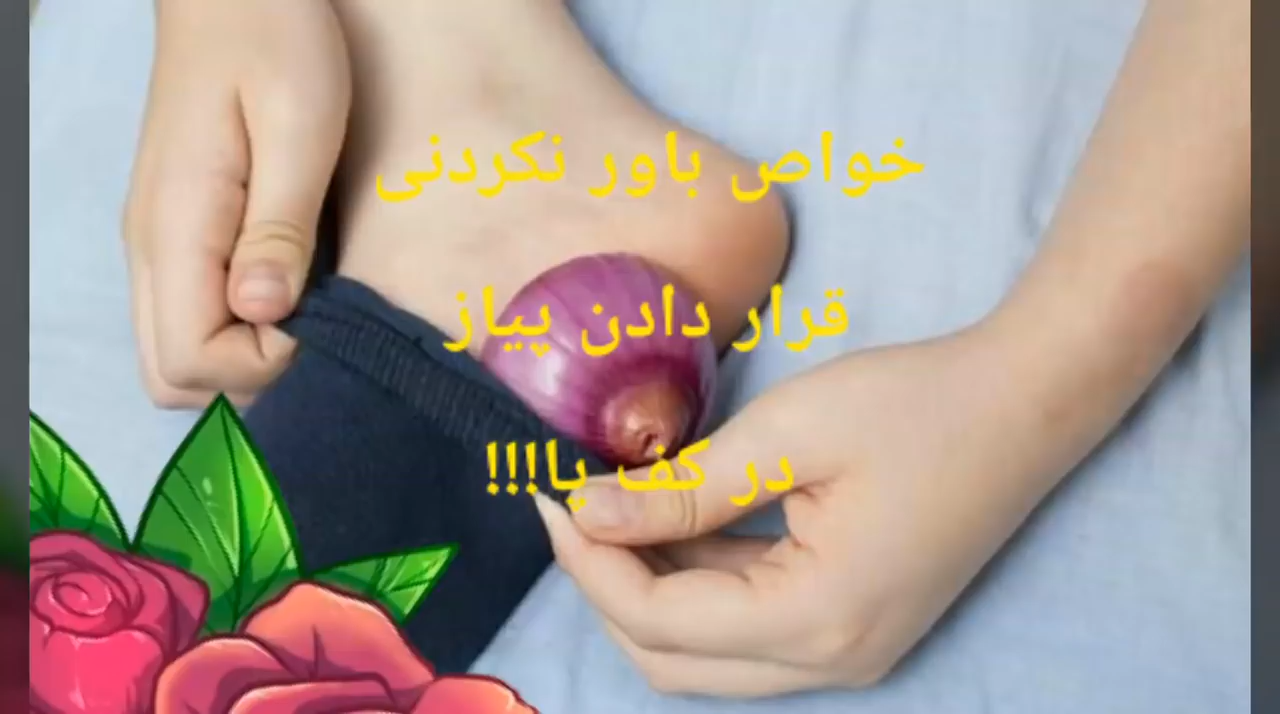 خواص باور نکردنی
قرار دادن پیاز
در کف پا!!!